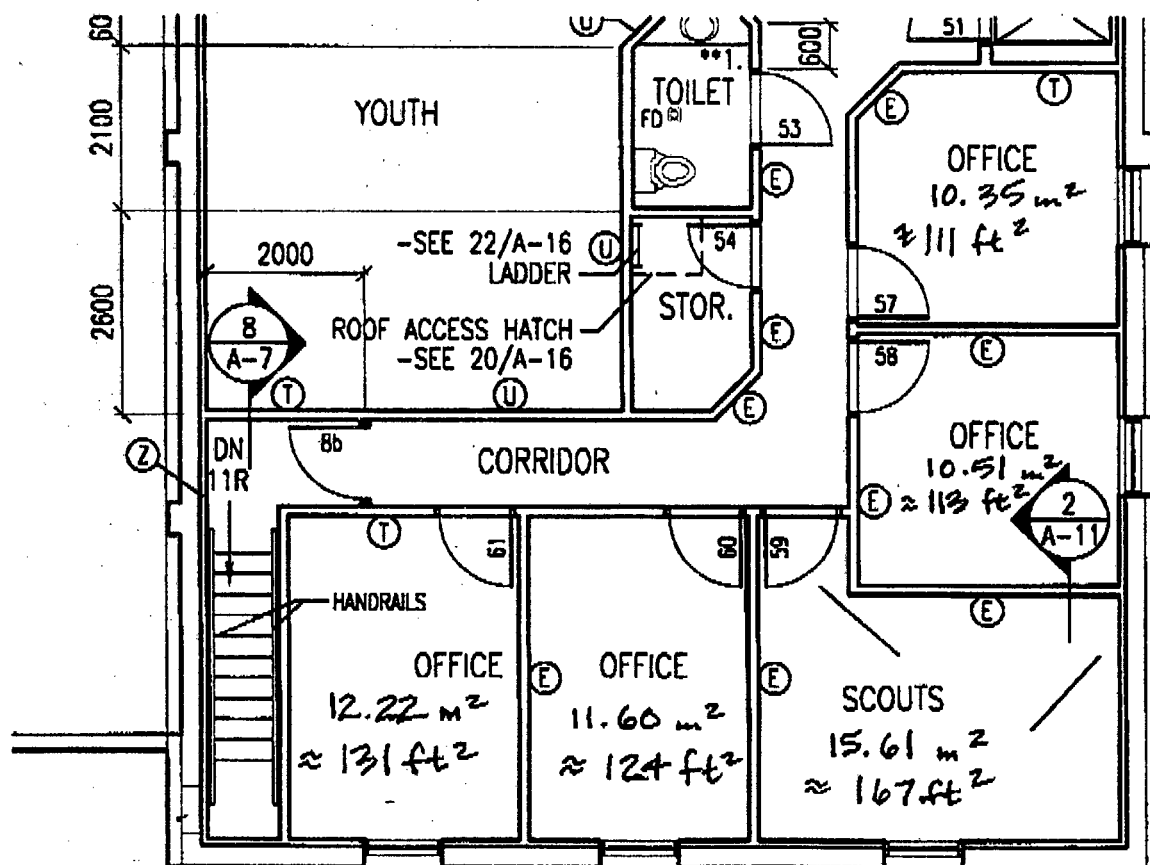 60
2100
2600
2000
YOUTH
U
**1.
TOILET
FD
600
51
53
E
E
T
OFFICE
10.35 m²
≈ 111 ft²
-SEE 22/A-16
LADDER
U
54
STOR.
ROOF ACCESS HATCH
-SEE 20/A-16
8
A-7
T
U
E
E
57
58
E
OFFICE
10.51 m²
≈ 113 ft²
E
2
A-11
Z
DN
11R
8b
CORRIDOR
T
61
60
59
HANDRAILS
E
OFFICE
12.22 m²
≈ 131 ft²
E
OFFICE
11.60 m²
≈ 124 ft²
E
SCOUTS
15.61 m²
≈ 167 ft²